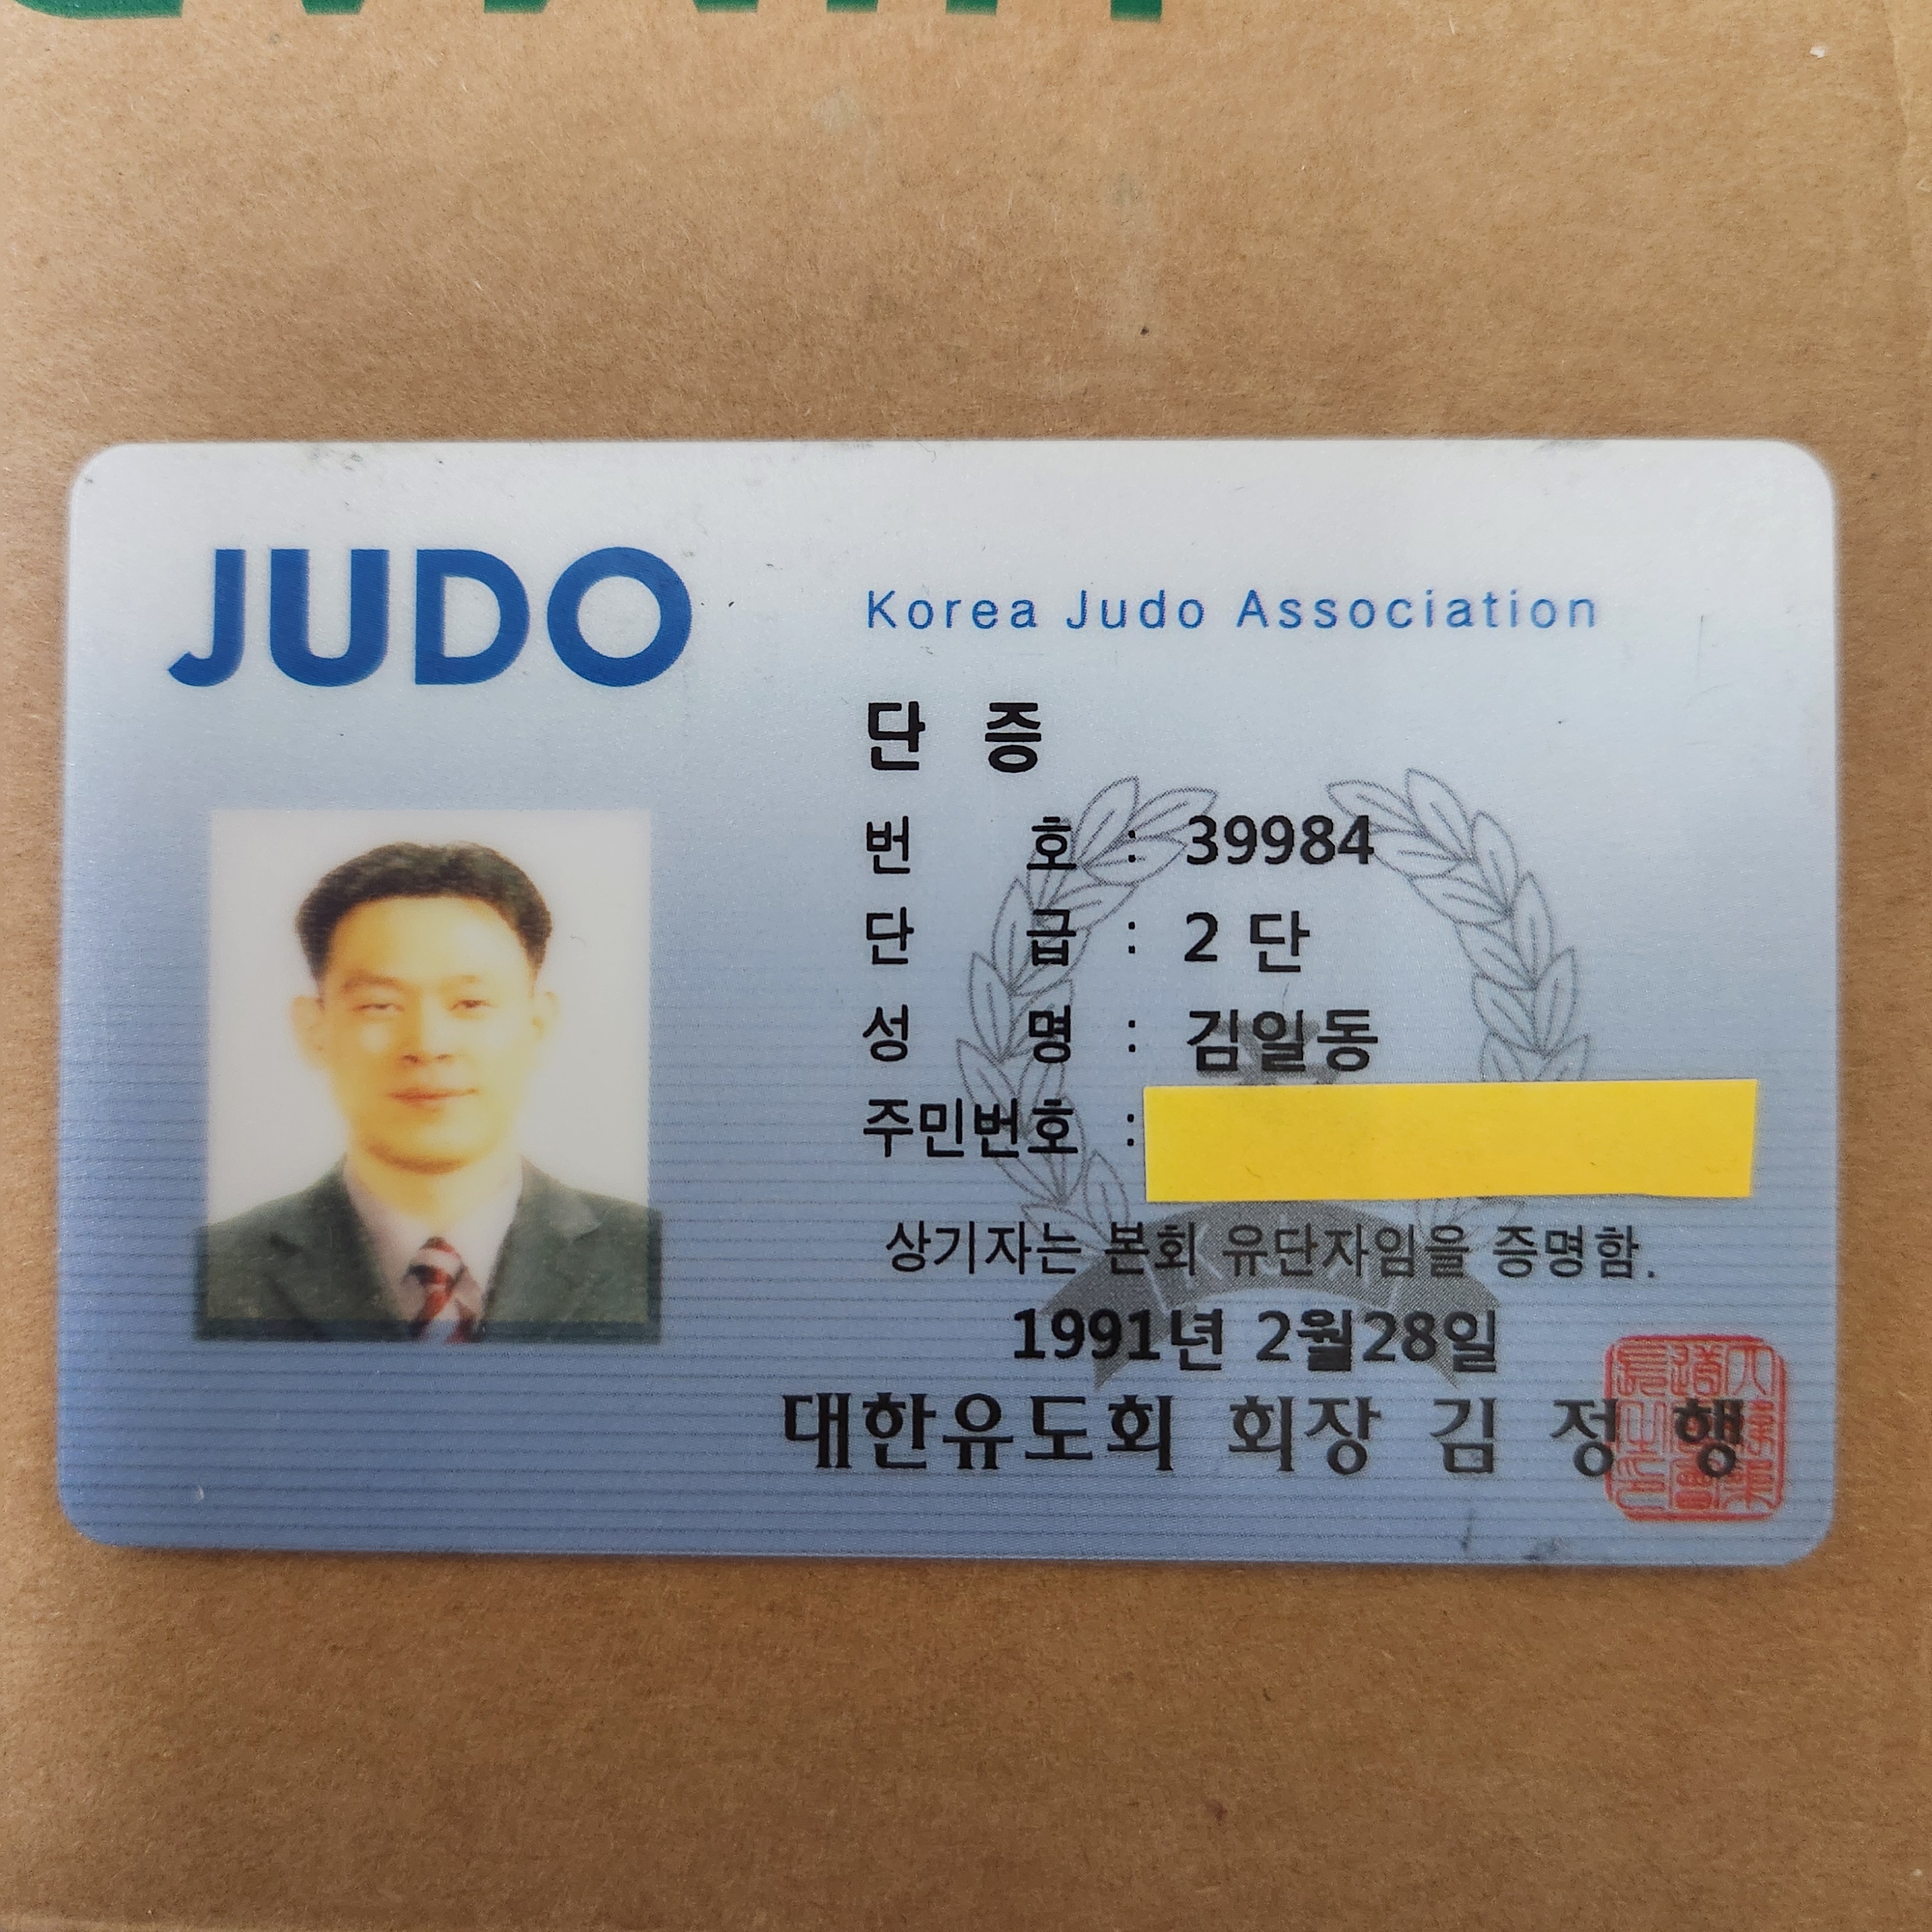 JUDO
Korea Judo Association
단 증
번 호 : 39984
단 급 : 2 단
성 명 : 김일동
주민번호 :
상기자는 본회 유단자임을 증명함.
1991년 2월28일
대한유도회 회장 김 정 행